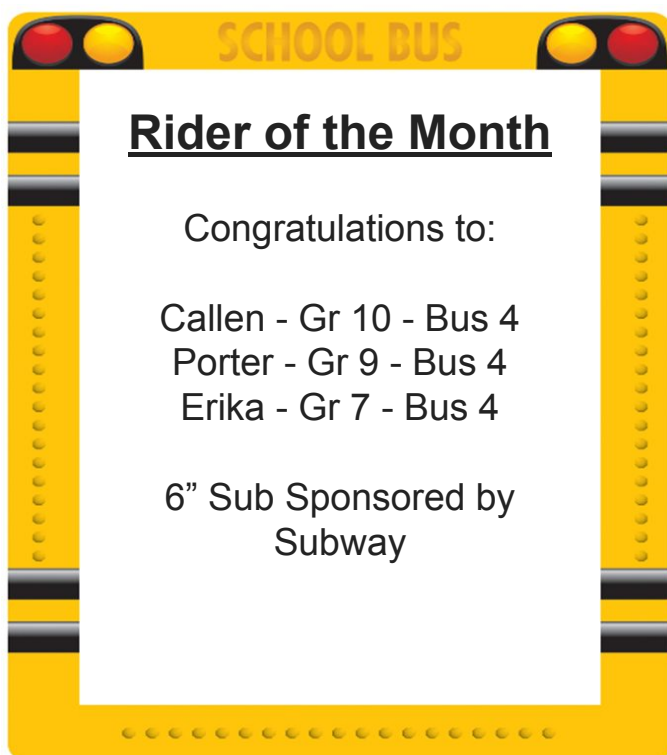 SCHOOL BUS
Rider of the Month
Congratulations to:
Callen - Gr 10 - Bus 4
Porter - Gr 9 - Bus 4
Erika - Gr 7 - Bus 4
6” Sub Sponsored by
Subway